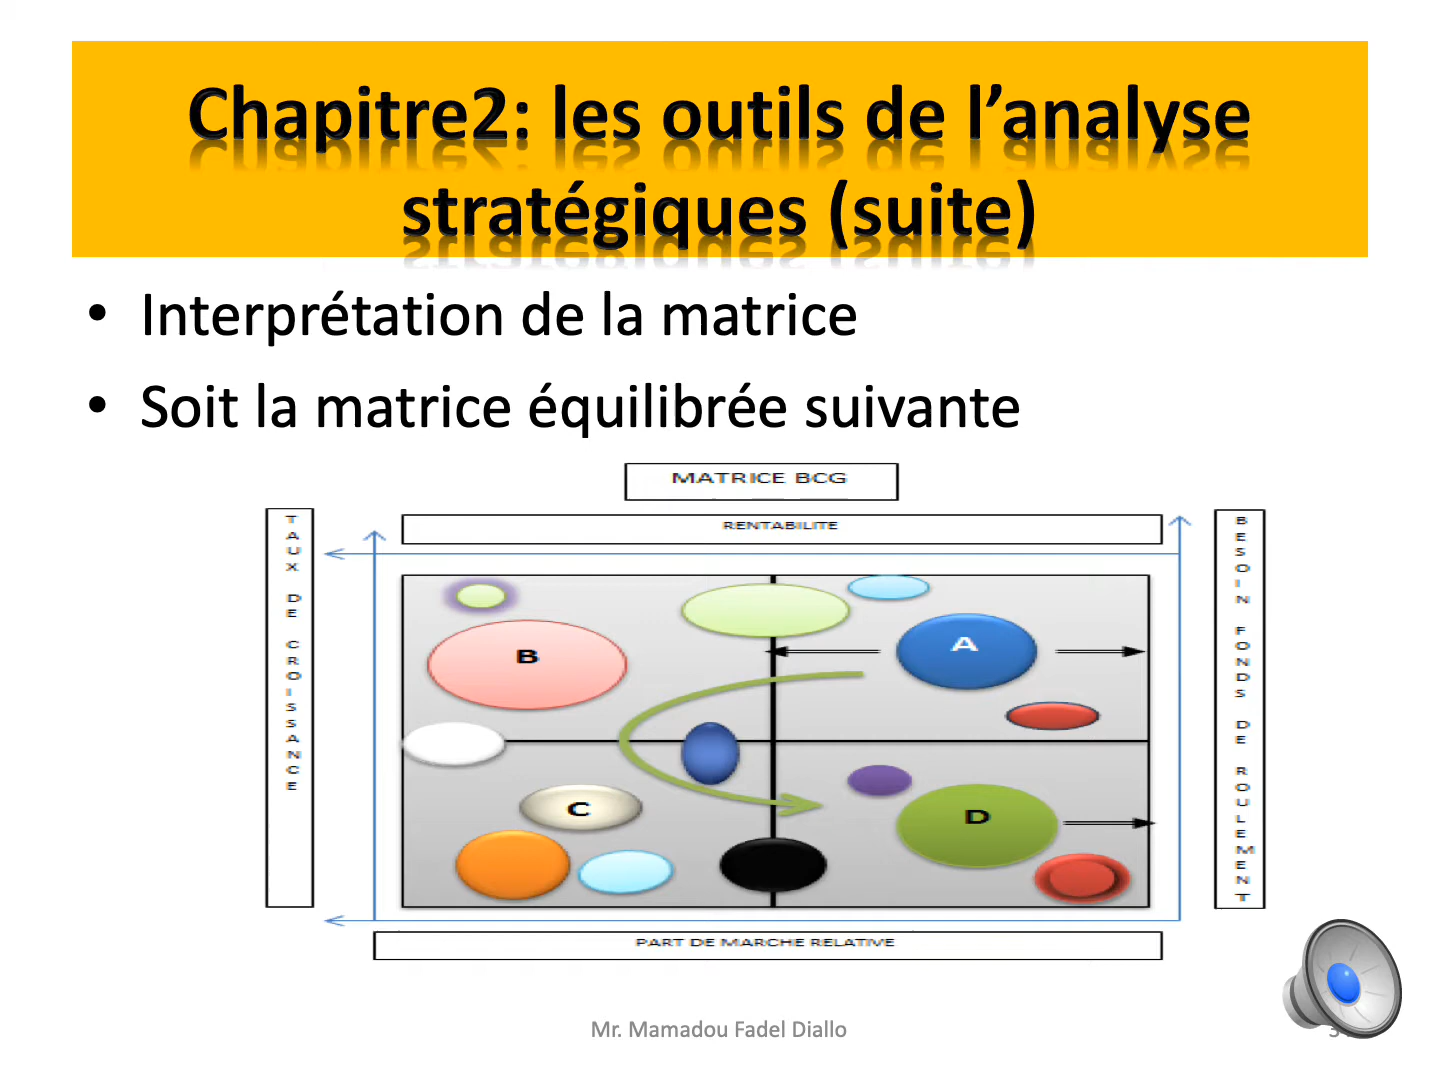 Chapitre2: les outils de l’analyse
stratégiques (suite)
• Interprétation de la matrice
• Soit la matrice équilibrée suivante
MATRICE BCG
RENTABILITE
TAUX DE CROISSANCE
BESOIN FONDS DE ROULEMENT
B
A
C
D
PART DE MARCHE RELATIVE
Mr. Mamadou Fadel Diallo